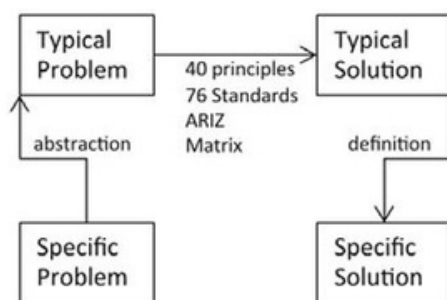 Typical
Problem
Typical
Solution
40 principles
76 Standards
ARIZ
Matrix
abstraction
definition
Specific
Problem
Specific
Solution